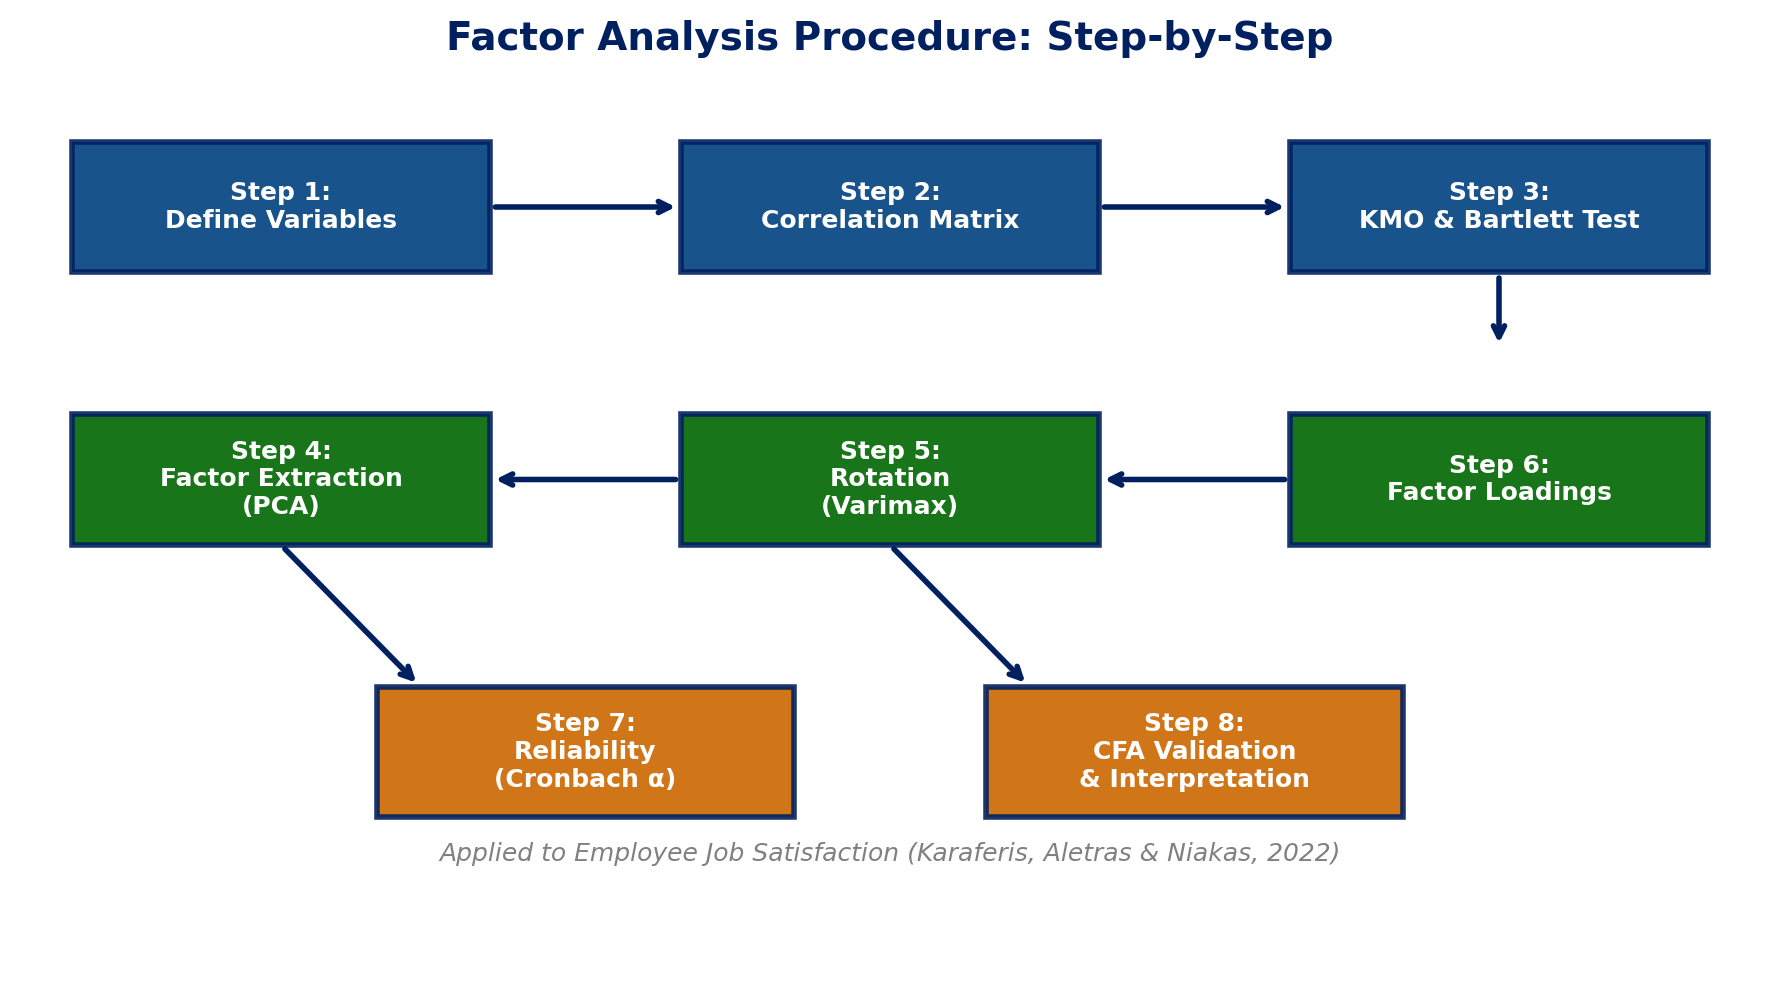 Factor Analysis Procedure: Step-by-Step
Step 1:
Define Variables
Step 2:
Correlation Matrix
Step 3:
KMO & Bartlett Test
Step 4:
Factor Extraction
(PCA)
Step 5:
Rotation
(Varimax)
Step 6:
Factor Loadings
Step 7:
Reliability
(Cronbach α)
Step 8:
CFA Validation
& Interpretation
Applied to Employee Job Satisfaction (Karaferis, Aletras & Niakas, 2022)